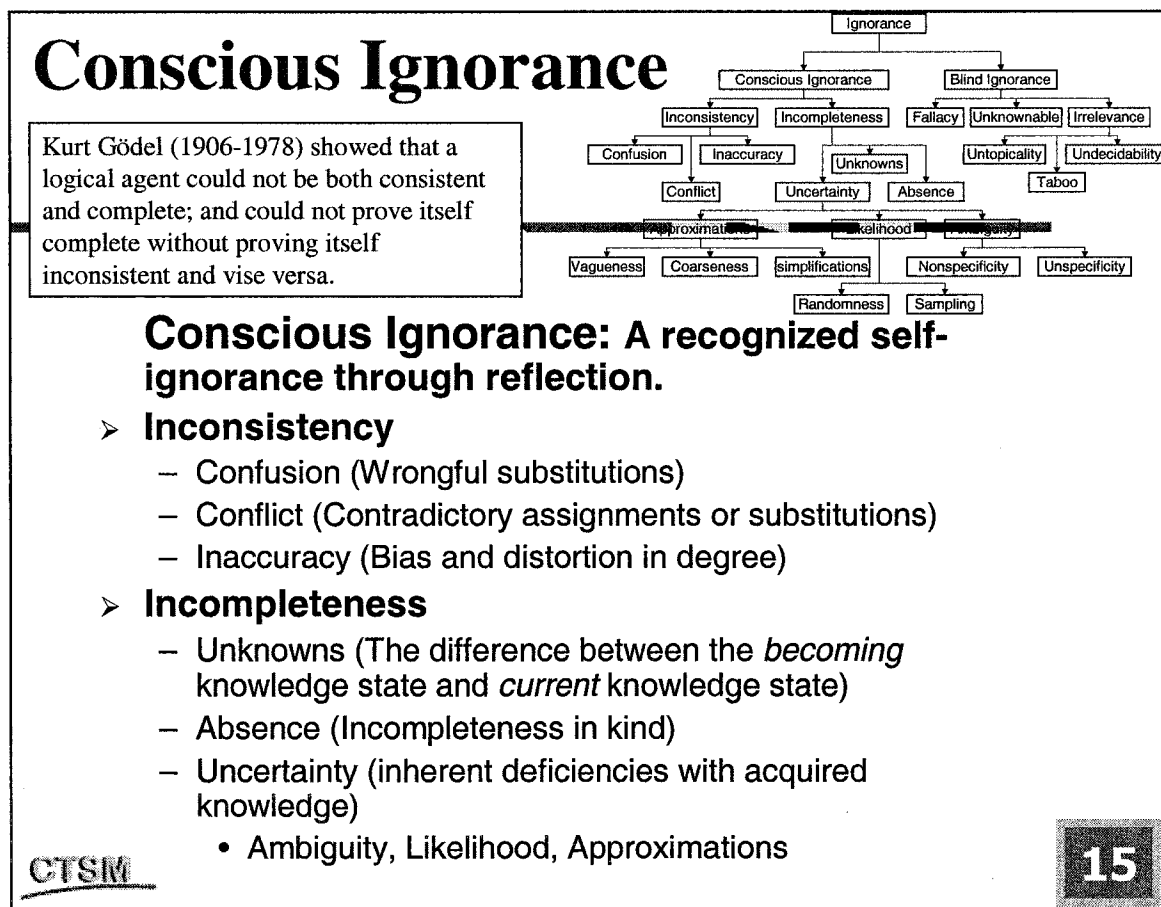 Conscious Ignorance
Kurt Gödel (1906-1978) showed that a
logical agent could not be both consistent
and complete; and could not prove itself
complete without proving itself
inconsistent and vise versa.
Ignorance
Conscious Ignorance Blind Ignorance
Inconsistency Incompleteness Fallacy Unknownable Irrelevance
Confusion Inaccuracy Unknowns Untopicality Undecidability
Conflict Uncertainty Absence Taboo
Approximations Likelihood Ambiguity
Vagueness Coarseness simplifications Nonspecificity Unspecificity
Randomness Sampling
Conscious Ignorance: A recognized self-
ignorance through reflection.
➢ Inconsistency
– Confusion (Wrongful substitutions)
– Conflict (Contradictory assignments or substitutions)
– Inaccuracy (Bias and distortion in degree)
➢ Incompleteness
– Unknowns (The difference between the becoming
knowledge state and current knowledge state)
– Absence (Incompleteness in kind)
– Uncertainty (inherent deficiencies with acquired
knowledge)
• Ambiguity, Likelihood, Approximations
CTSM
15